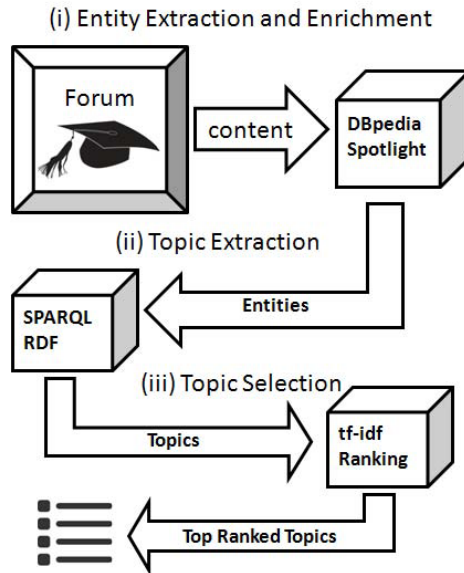 (i) Entity Extraction and Enrichment
Forum
content
DBpedia
Spotlight
(ii) Topic Extraction
Entities
SPARQL
RDF
(iii) Topic Selection
Topics
tf-idf
Ranking
Top Ranked Topics